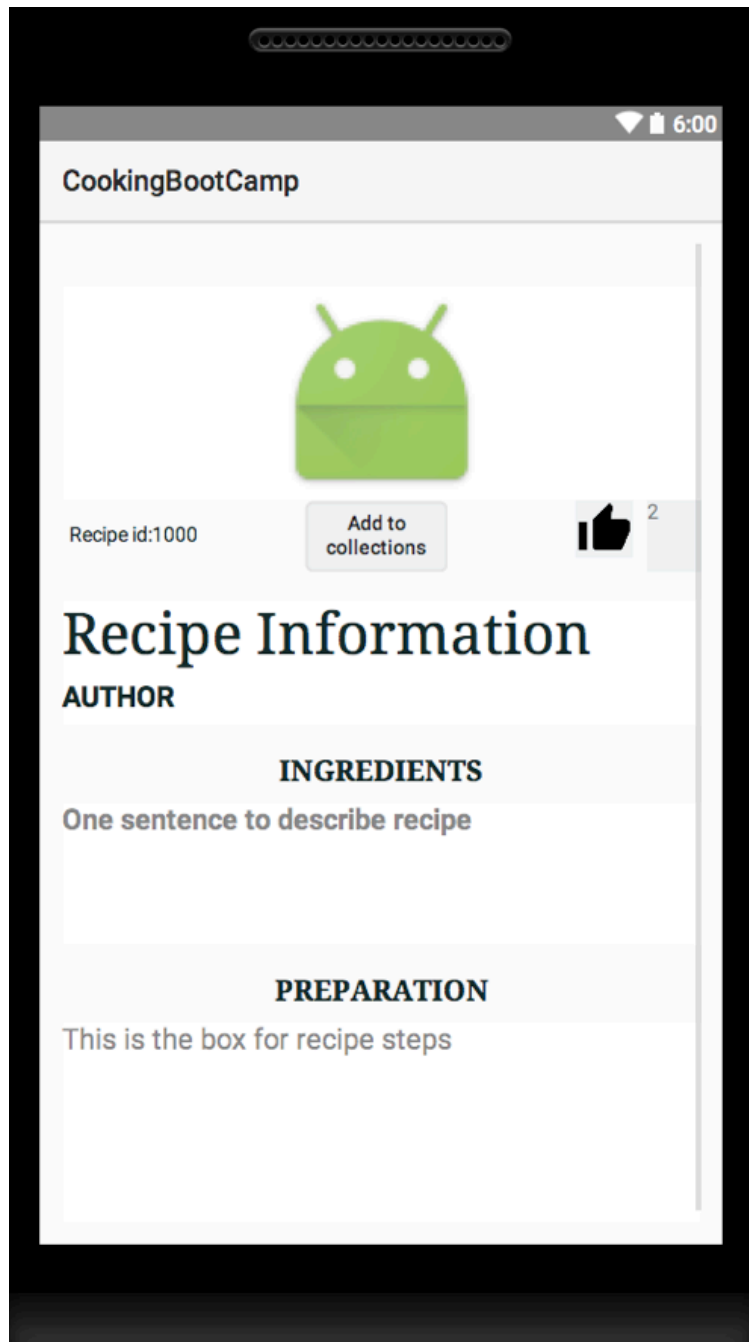 6:00
CookingBootCamp
Recipe id:1000
Add to
collections
2
Recipe Information
AUTHOR
INGREDIENTS
One sentence to describe recipe
PREPARATION
This is the box for recipe steps